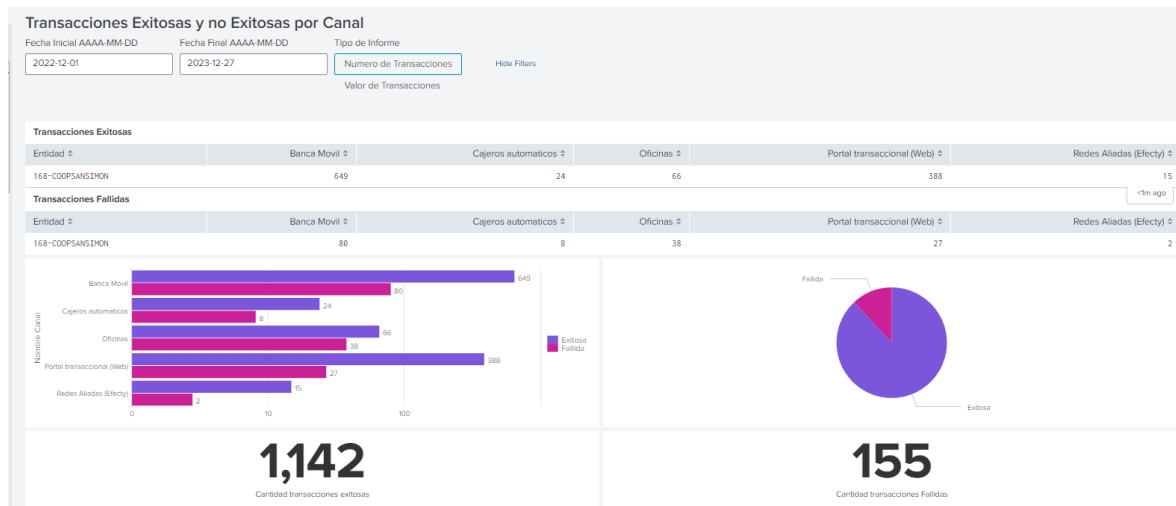 Transacciones Exitosas y no Exitosas por Canal
Fecha Inicial AAAA-MM-DD Fecha Final AAAA-MM-DD Tipo de Informe
2022-12-01 2023-12-27 Numero de Transacciones Hide Filters
Valor de Transacciones
Transacciones Exitosas
Entidad Banca Movil Cajeros automaticos Oficinas Portal transaccional (Web) Redes Aliadas (Efecty)
168-COOPSANSIMON 649 24 66 388 15
Transacciones Fallidas
<1m ago
Entidad Banca Movil Cajeros automaticos Oficinas Portal transaccional (Web) Redes Aliadas (Efecty)
168-COOPSANSIMON 80 8 38 27 2
Nombre Canal
Banca Movil 649
80
Cajeros automaticos 24
8
Oficinas 66
38
Portal transaccional (Web) 388
27
Redes Aliadas (Efecty) 15
2
0 10 100
Exitosa
Fallida
Fallida
Exitosa
1,142
Cantidad transacciones exitosas
155
Cantidad transacciones Fallidas